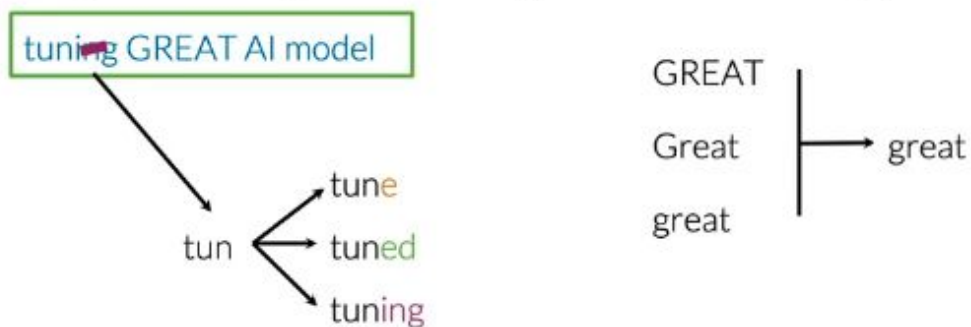 tuning GREAT AI model
tun
tune
tuned
tuning
GREAT
Great
great
great